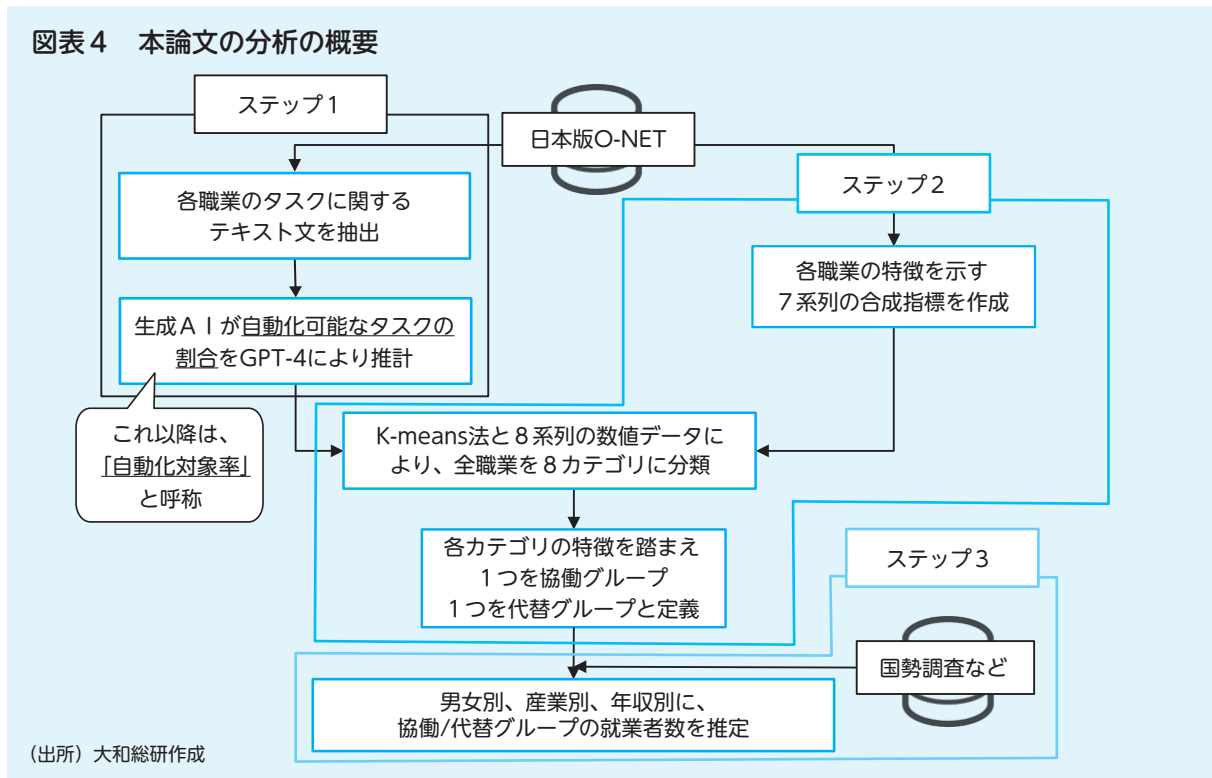 図表4 本論文の分析の概要
ステップ1
日本版O-NET
各職業のタスクに関する
テキスト文を抽出
ステップ2
各職業の特徴を示す
7系列の合成指標を作成
生成AIが自動化可能なタスクの
割合をGPT-4により推計
これ以降は、
「自動化対象率」
と呼称
K-means法と8系列の数値データに
より、全職業を8カテゴリに分類
各カテゴリの特徴を踏まえ
1つを協働グループ
1つを代替グループと定義
ステップ3
国勢調査など
男女別、産業別、年収別に、
協働/代替グループの就業者数を推定
(出所)大和総研作成